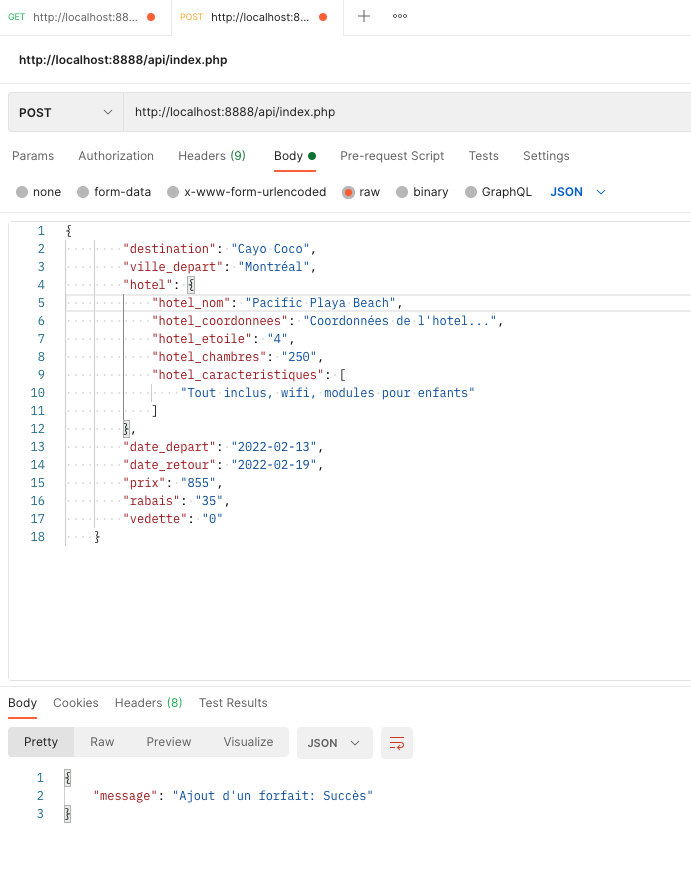 GET http://localhost:88... POST http://localhost:8...
http://localhost:8888/api/index.php
POST http://localhost:8888/api/index.php
Params Authorization Headers (9) Body Pre-request Script Tests Settings
none form-data x-www-form-urlencoded raw binary GraphQL JSON
1 {
2 "destination": "Cayo Coco",
3 "ville_depart": "Montréal",
4 "hotel": {
5 "hotel_nom": "Pacific Playa Beach",
6 "hotel_coordonnees": "Coordonnées de l'hotel...",
7 "hotel_etoile": "4",
8 "hotel_chambres": "250",
9 "hotel_caracteristiques": [
10 "Tout inclus, wifi, modules pour enfants"
11 ]
12 },
13 "date_depart": "2022-02-13",
14 "date_retour": "2022-02-19",
15 "prix": "855",
16 "rabais": "35",
17 "vedette": "0"
18 }
Body Cookies Headers (8) Test Results
Pretty Raw Preview Visualize JSON
1 {
2 "message": "Ajout d'un forfait: Succès"
3 }